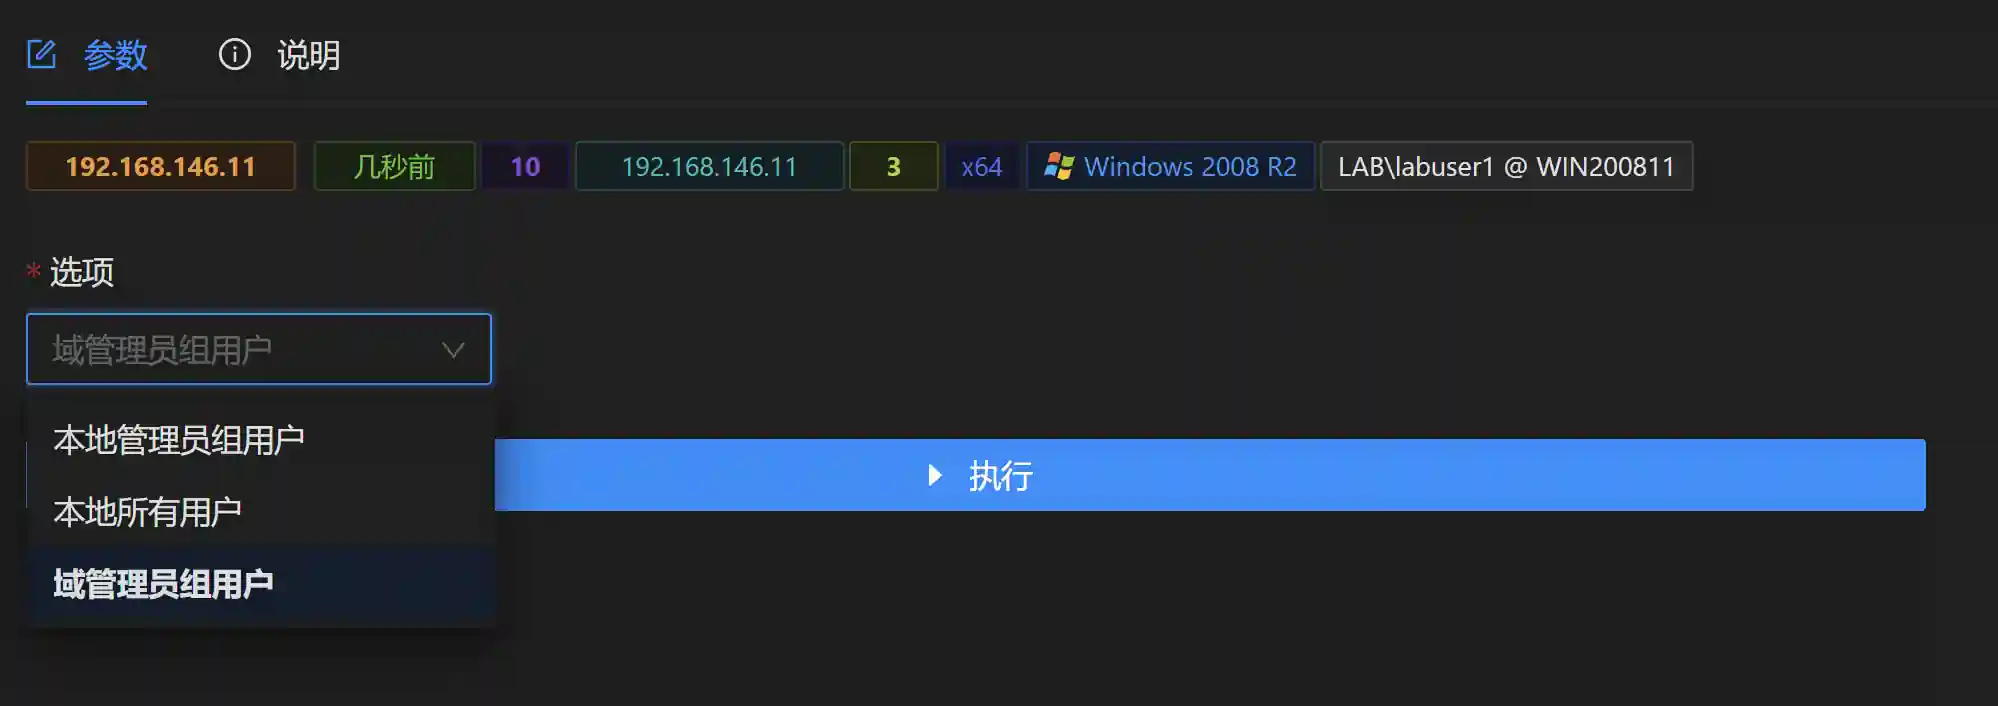 参数 说明
192.168.146.11 几秒前 10 192.168.146.11 3 x64 Windows 2008 R2 LAB\labuser1 @ WIN200811
* 选项
域管理员组用户
本地管理员组用户
执行
本地所有用户
域管理员组用户